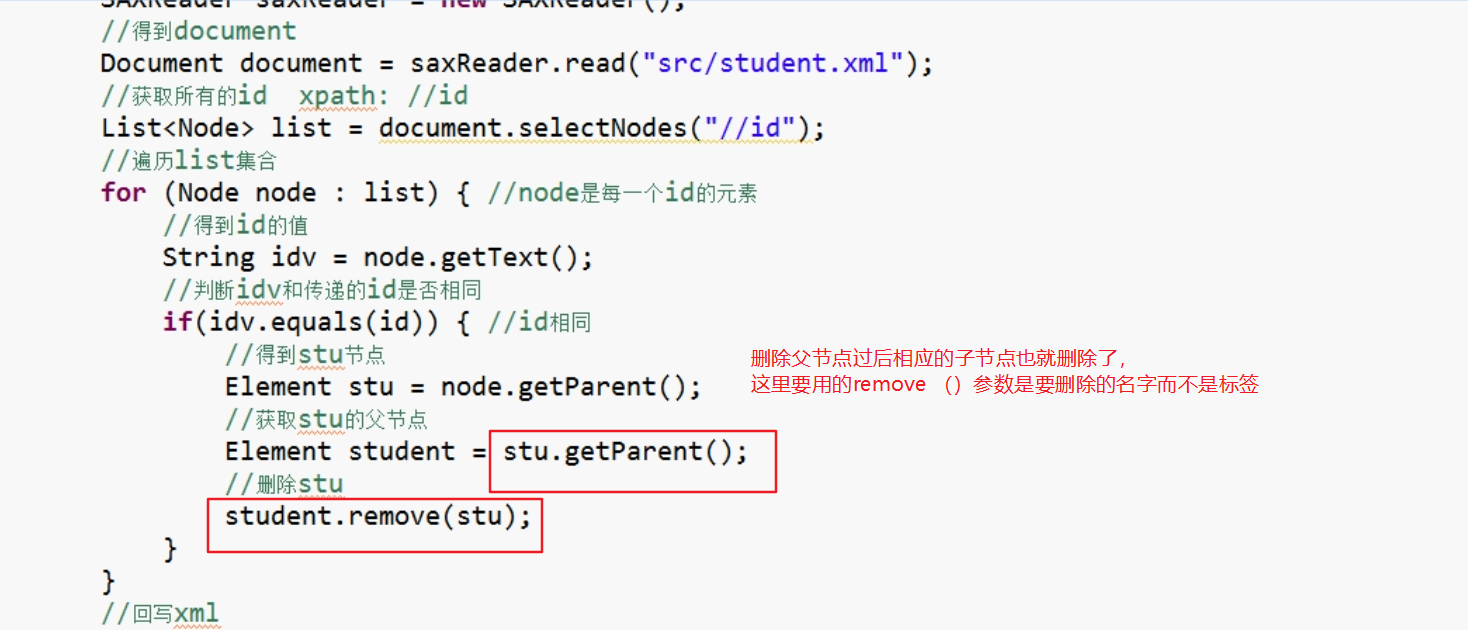 SAXReader saxReader = new SAXReader();
//得到document
Document document = saxReader.read("src/student.xml");
//获取所有的id  xpath: //id
List<Node> list = document.selectNodes("//id");
//遍历list集合
for (Node node : list) { //node是每一个id的元素
//得到id的值
String idv = node.getText();
//判断idv和传递的id是否相同
if(idv.equals(id)) { //id相同
//得到stu节点
Element stu = node.getParent();
//获取stu的父节点
Element student = stu.getParent();
//删除stu
student.remove(stu);
}
}
//回写xml
删除父节点过后相应的子节点也就删除了，
这里要用的remove （）参数是要删除的名字而不是标签